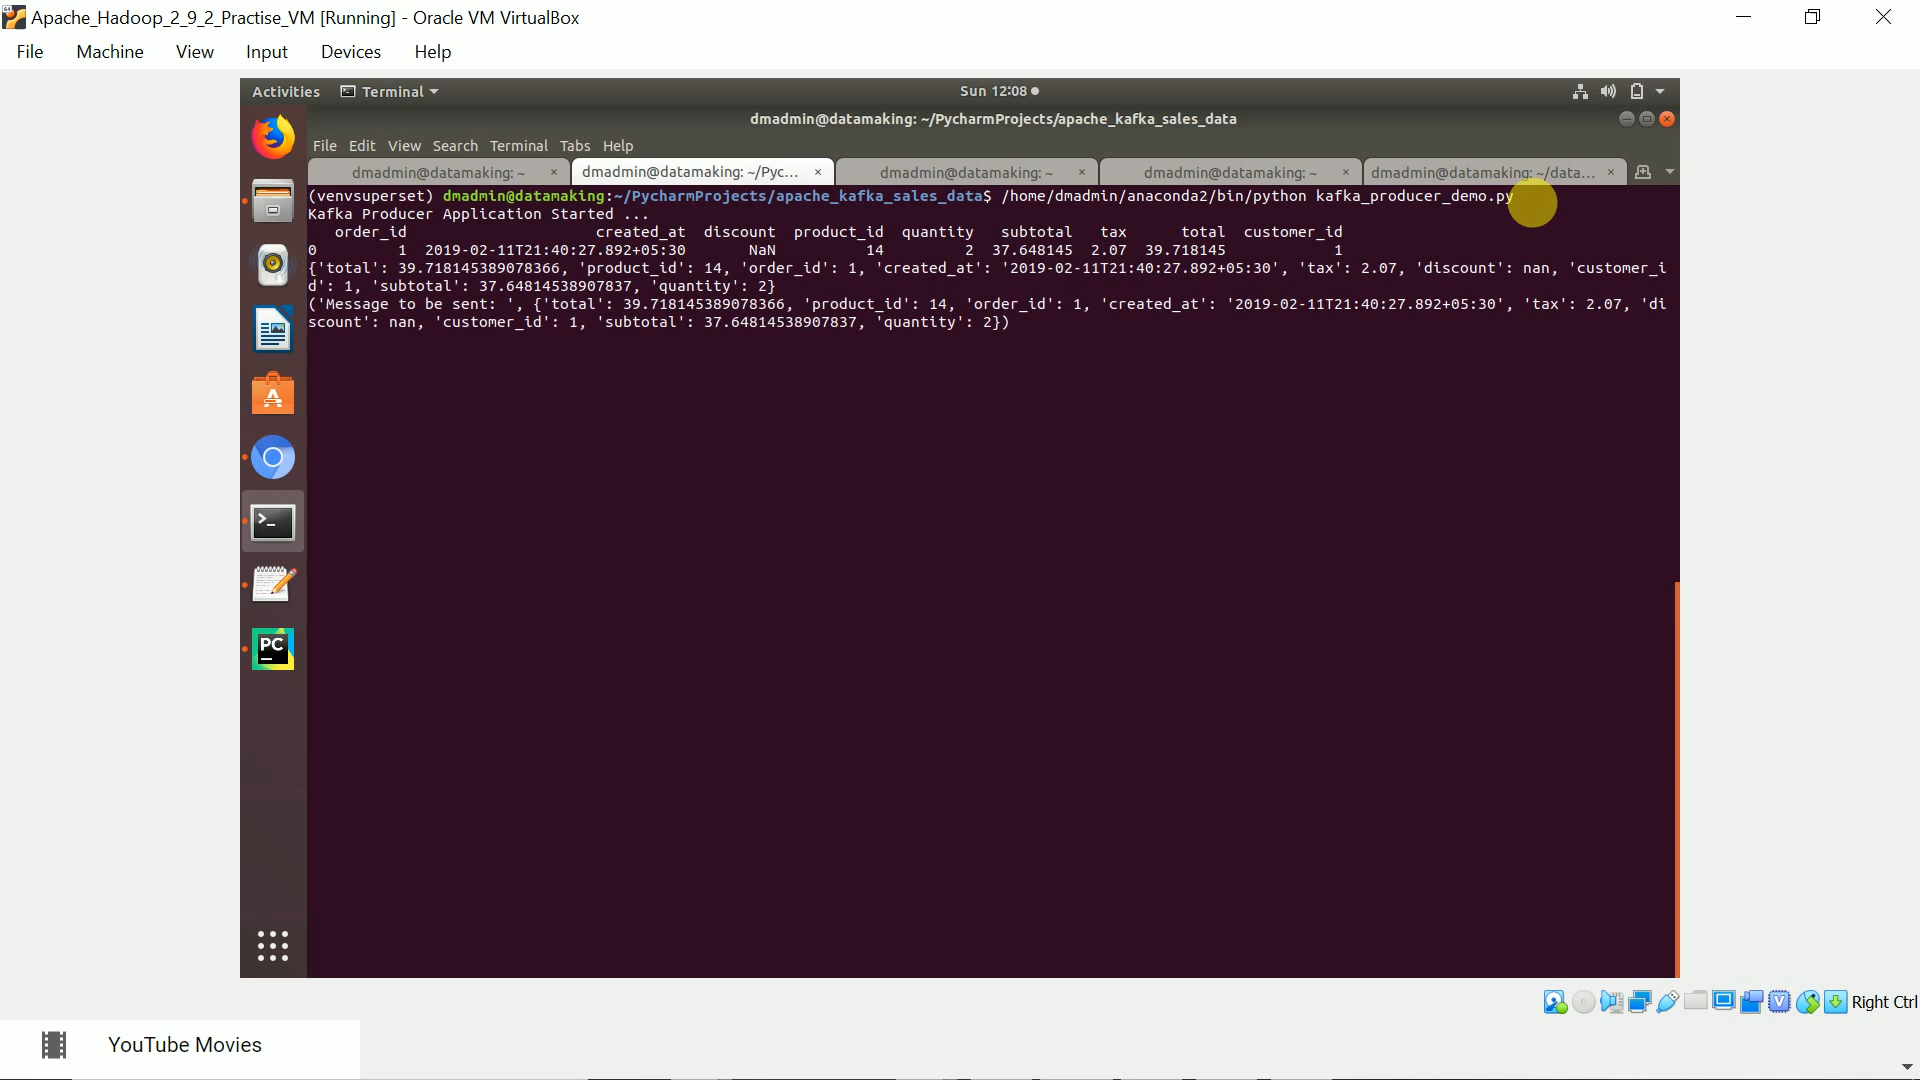 Apache_Hadoop_2_9_2_Practise_VM [Running] - Oracle VM VirtualBox
File Machine View Input Devices Help
Activities Terminal Sun 12:08
dmadmin@datamaking: ~/PycharmProjects/apache_kafka_sales_data
File Edit View Search Terminal Tabs Help
dmadmin@datamaking: ~ × dmadmin@datamaking: ~/Pyc... × dmadmin@datamaking: ~ × dmadmin@datamaking: ~ × dmadmin@datamaking: ~/data... ×
(venvsuperset) dmadmin@datamaking:~/PycharmProjects/apache_kafka_sales_data$ /home/dmadmin/anaconda2/bin/python kafka_producer_demo.py
Kafka Producer Application Started ...
order_id created_at discount product_id quantity subtotal tax total customer_id
0 1 2019-02-11T21:40:27.892+05:30 NaN 14 2 37.648145 2.07 39.718145 1
{'total': 39.718145389078366, 'product_id': 14, 'order_id': 1, 'created_at': '2019-02-11T21:40:27.892+05:30', 'tax': 2.07, 'discount': nan, 'customer_i
d': 1, 'subtotal': 37.64814538907837, 'quantity': 2}
('Message to be sent: ', {'total': 39.718145389078366, 'product_id': 14, 'order_id': 1, 'created_at': '2019-02-11T21:40:27.892+05:30', 'tax': 2.07, 'di
scount': nan, 'customer_id': 1, 'subtotal': 37.64814538907837, 'quantity': 2})
PC
Right Ctrl
YouTube Movies